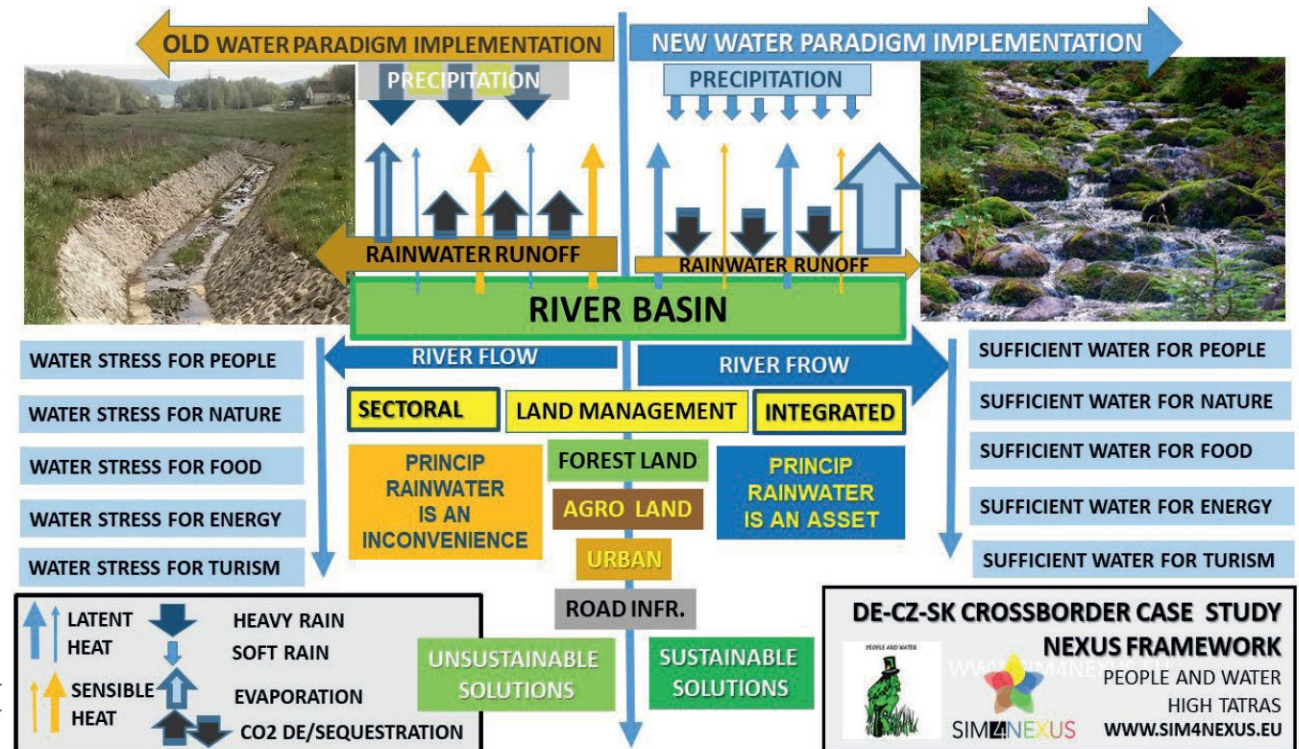 OLD WATER PARADIGM IMPLEMENTATION
NEW WATER PARADIGM IMPLEMENTATION
PRECIPITATION
PRECIPITATION
RAINWATER RUNOFF
RAINWATER RUNOFF
RIVER BASIN
RIVER FLOW
RIVER FROW
WATER STRESS FOR PEOPLE
WATER STRESS FOR NATURE
WATER STRESS FOR FOOD
WATER STRESS FOR ENERGY
WATER STRESS FOR TURISM
SECTORAL
LAND MANAGEMENT
INTEGRATED
PRINCIP
RAINWATER
IS AN
INCONVENIENCE
FOREST LAND
AGRO LAND
URBAN
ROAD INFR.
PRINCIP
RAINWATER
IS AN ASSET
SUFFICIENT WATER FOR PEOPLE
SUFFICIENT WATER FOR NATURE
SUFFICIENT WATER FOR FOOD
SUFFICIENT WATER FOR ENERGY
SUFFICIENT WATER FOR TURISM
LATENT
HEAT
SENSIBLE
HEAT
HEAVY RAIN
SOFT RAIN
EVAPORATION
CO2 DE/SEQUESTRATION
UNSUSTAINABLE
SOLUTIONS
SUSTAINABLE
SOLUTIONS
DE-CZ-SK CROSSBORDER CASE STUDY
NEXUS FRAMEWORK
PEOPLE AND WATER
WWW.SIM4NEXUS.EU
SIM4NEXUS
PEOPLE AND WATER
HIGH TATRAS
WWW.SIM4NEXUS.EU